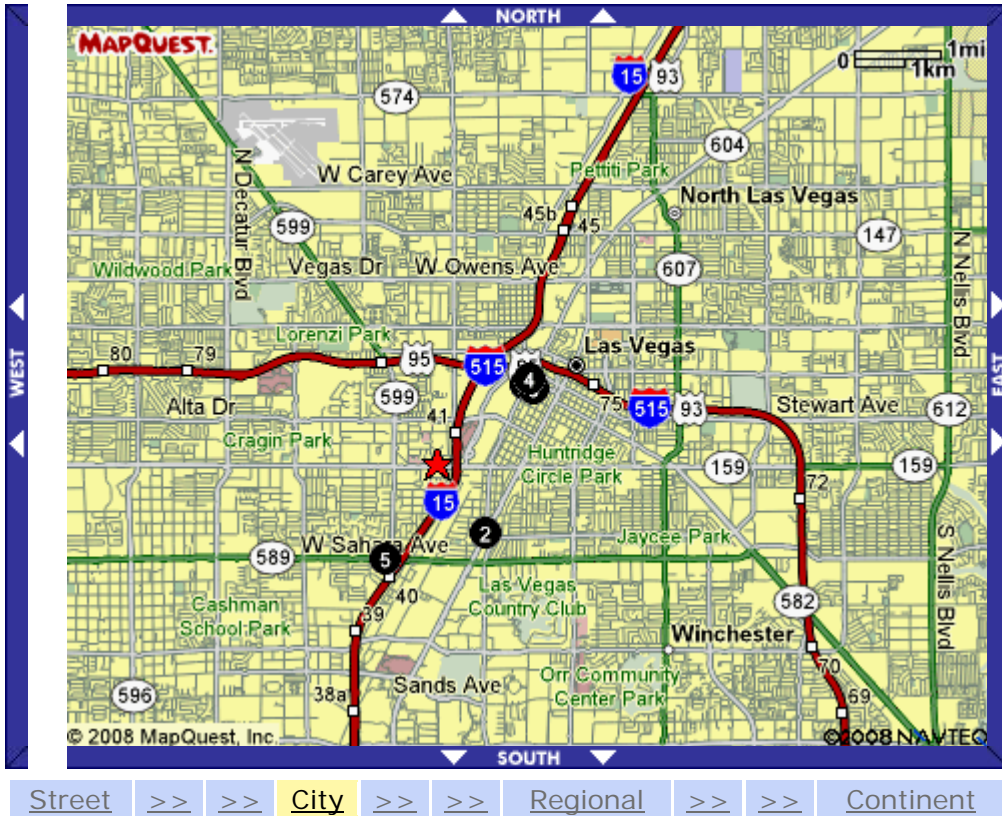 NORTH
MAPQUEST.
0 1mi
1km
15 93
574
604
W Carey Ave
Pettiti Park
N Decatur Blvd
North Las Vegas
45b 45
599
147
N Nellis Blvd
Wildwood Park
Vegas Dr
W Owens Ave
607
Lorenzi Park
WEST
EAST
80 79
95
515
Las Vegas
4
599
75
515 93
Stewart Ave
612
Alta Dr
41
Cragin Park
Huntridge
Circle Park
159
159
72
15
2
W Sahara Ave
589
5
Jaycee Park
S Nellis Blvd
40
Las Vegas
Country Club
582
Cashman
School Park
39
Winchester
70
Orr Community
Center Park
Sands Ave
596
38a
69
© 2008 MapQuest, Inc.
©2008 NAVTEQ
SOUTH
Street >> >> City >> >> Regional >> >> Continent